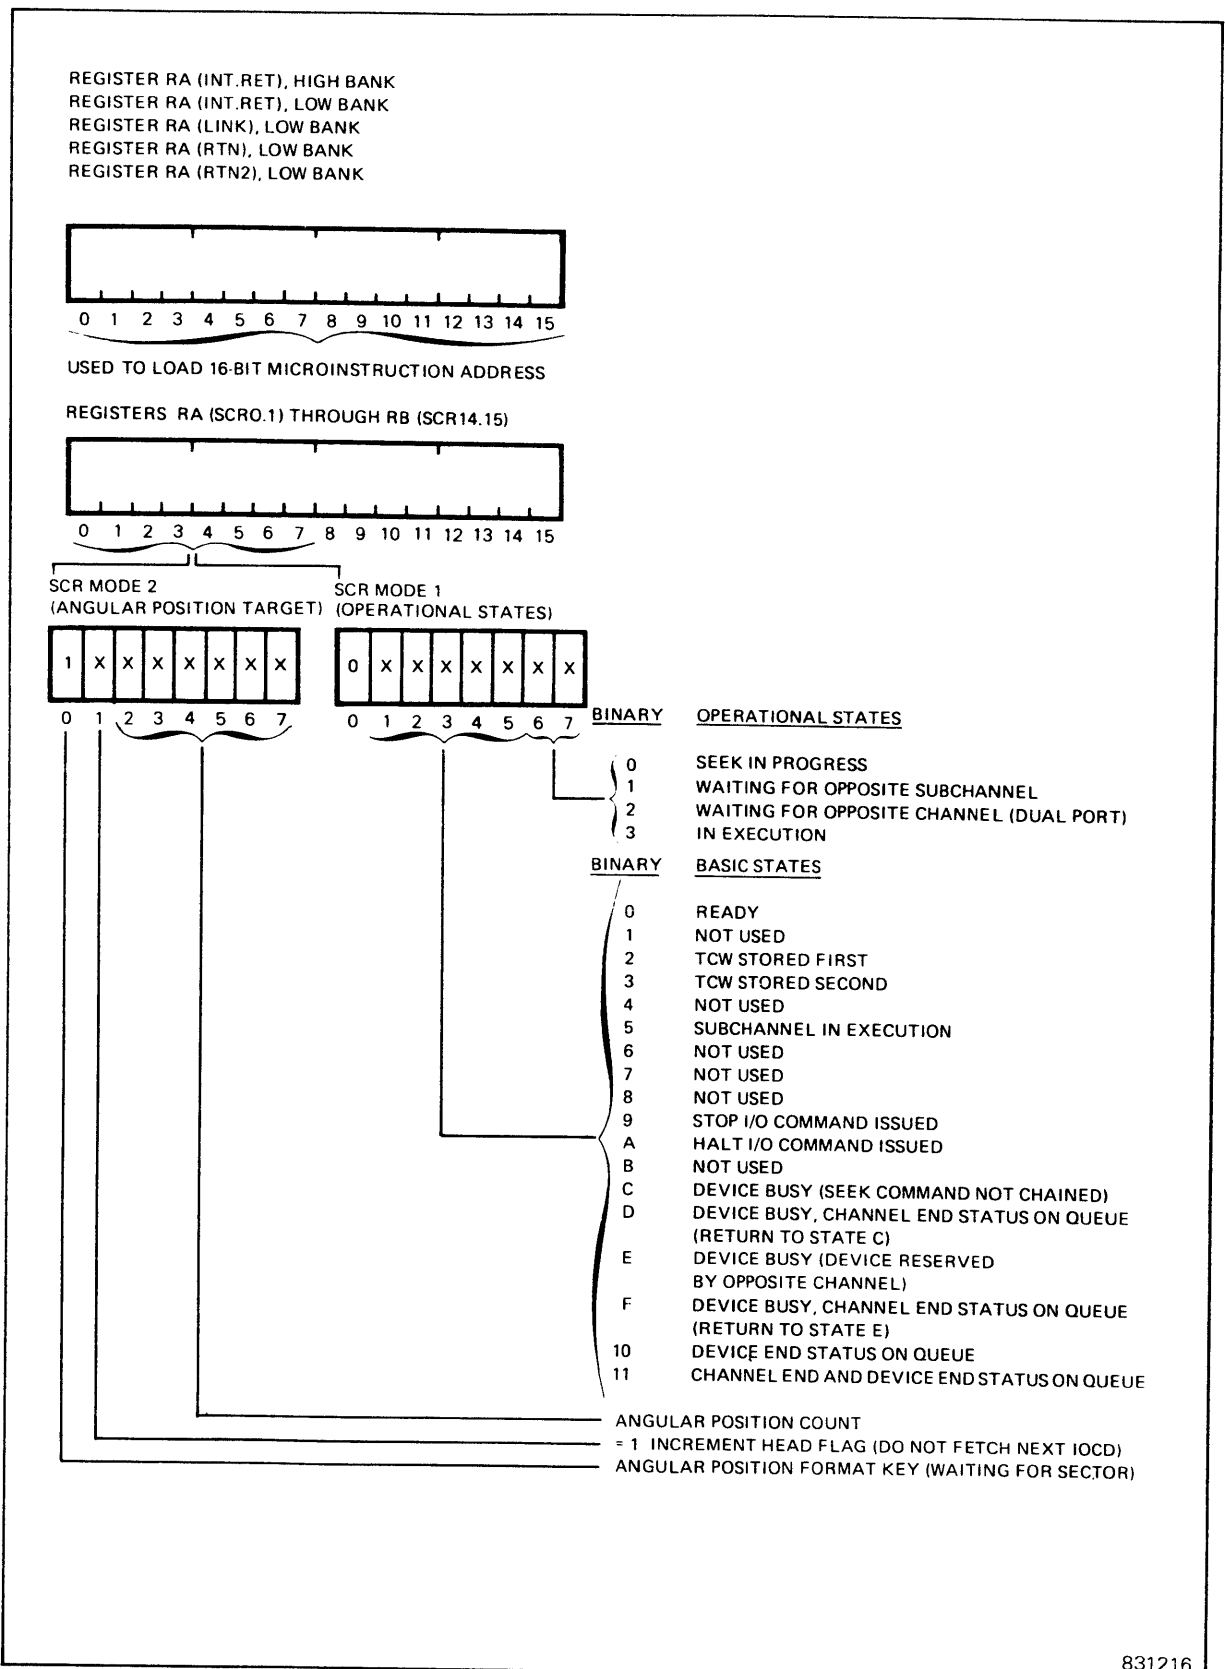 REGISTER RA (INT.RET), HIGH BANK
REGISTER RA (INT.RET), LOW BANK
REGISTER RA (LINK), LOW BANK
REGISTER RA (RTN), LOW BANK
REGISTER RA (RTN2), LOW BANK
0 1 2 3 4 5 6 7 8 9 10 11 12 13 14 15
USED TO LOAD 16-BIT MICROINSTRUCTION ADDRESS
REGISTERS RA (SCR0.1) THROUGH RB (SCR14.15)
0 1 2 3 4 5 6 7 8 9 10 11 12 13 14 15
SCR MODE 2
(ANGULAR POSITION TARGET)
1 X X X X X X X
0 1 2 3 4 5 6 7
SCR MODE 1
(OPERATIONAL STATES)
0 X X X X X X X
0 1 2 3 4 5 6 7
BINARY OPERATIONAL STATES
0 SEEK IN PROGRESS
1 WAITING FOR OPPOSITE SUBCHANNEL
2 WAITING FOR OPPOSITE CHANNEL (DUAL PORT)
3 IN EXECUTION
BINARY BASIC STATES
0 READY
1 NOT USED
2 TCW STORED FIRST
3 TCW STORED SECOND
4 NOT USED
5 SUBCHANNEL IN EXECUTION
6 NOT USED
7 NOT USED
8 NOT USED
9 STOP I/O COMMAND ISSUED
A HALT I/O COMMAND ISSUED
B NOT USED
C DEVICE BUSY (SEEK COMMAND NOT CHAINED)
D DEVICE BUSY, CHANNEL END STATUS ON QUEUE
(RETURN TO STATE C)
E DEVICE BUSY (DEVICE RESERVED
BY OPPOSITE CHANNEL)
F DEVICE BUSY, CHANNEL END STATUS ON QUEUE
(RETURN TO STATE E)
10 DEVICE END STATUS ON QUEUE
11 CHANNEL END AND DEVICE END STATUS ON QUEUE
ANGULAR POSITION COUNT
= 1 INCREMENT HEAD FLAG (DO NOT FETCH NEXT IOCD)
ANGULAR POSITION FORMAT KEY (WAITING FOR SECTOR)
831216